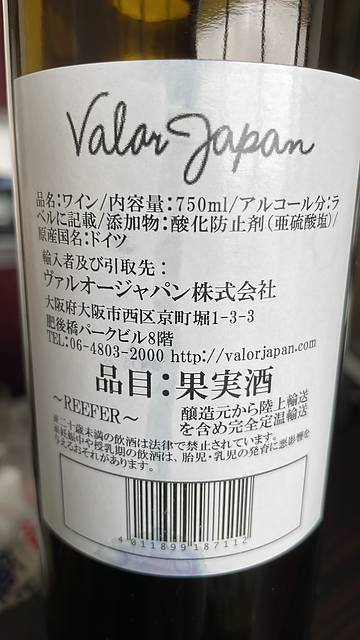 Valor Japan
品名:ワイン/内容量:750ml/アルコール分:ラ
ベルに記載/添加物:酸化防止剤(亜硫酸塩)/
原産国名:ドイツ
輸入者及び引取先:
ヴァルオージャパン株式会社
大阪府大阪市西区京町堀1-3-3
肥後橋パークビル8階
TEL:06-4803-2000 http://valorjapan.com
品目:果実酒
~REEFER~
醸造元から陸上輸送
を含め完全定温輸送
※二十歳未満の飲酒は法律で禁止されています。
※妊娠中や授乳期の飲酒は、胎児・乳児の発育に悪影響を
与えるおそれがあります。
4 011899 187112